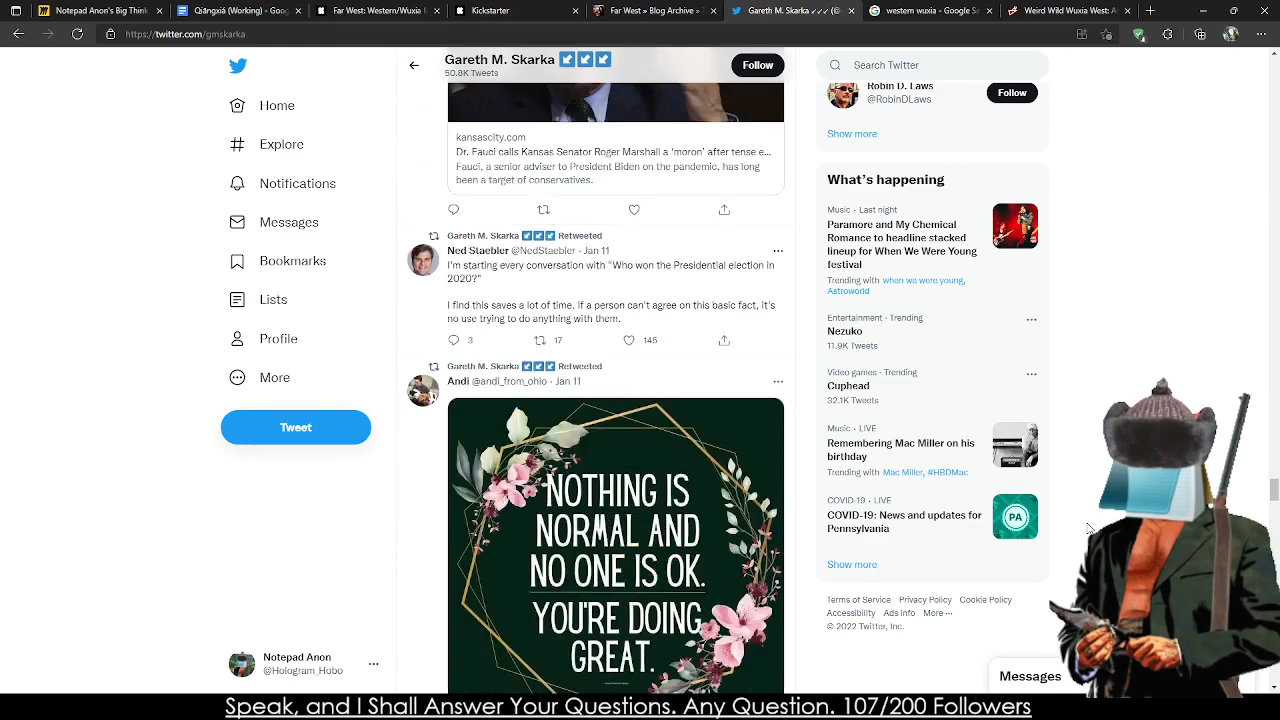 Notepad Anon's Big Think
Qiāngxiá (Working) - Goog
Far West: Western/Wuxia M
Kickstarter
Far West » Blog Archive »
Gareth M. Skarka ✓✓✓ (@
western wuxia - Google Se
Weird Wild Wuxia West: As
https://twitter.com/gmskarka
Gareth M. Skarka ↙️↙️↙️
50.8K Tweets
Follow
Home
Explore
Notifications
Messages
Bookmarks
Lists
Profile
More
Tweet
Notepad Anon
@Hologram_Hobo
kansascity.com
Dr. Fauci calls Kansas Senator Roger Marshall a ‘moron’ after tense e...
Fauci, a senior adviser to President Biden on the pandemic, has long
been a target of conservatives.
Gareth M. Skarka ↙️↙️↙️ Retweeted
Ned Staebler @NedStaebler · Jan 11
I'm starting every conversation with "Who won the Presidential election in
2020?"
I find this saves a lot of time. If a person can't agree on this basic fact, it's
no use trying to do anything with them.
3 17 145
Gareth M. Skarka ↙️↙️↙️ Retweeted
Andi @andi_from_ohio · Jan 11
NOTHING IS
NORMAL AND
NO ONE IS OK.
YOU'RE DOING
GREAT.
Search Twitter
Robin D. Laws
@RobinDLaws
Follow
Show more
What's happening
Music · Last night
Paramore and My Chemical
Romance to headline stacked
lineup for When We Were Young
festival
Trending with when we were young,
Astroworld
Entertainment · Trending
Nezuko
11.9K Tweets
Video games · Trending
Cuphead
32.1K Tweets
Music · LIVE
Remembering Mac Miller on his
birthday
Trending with Mac Miller, #HBDMac
COVID-19 · LIVE
COVID-19: News and updates for
Pennsylvania
PA
Show more
Terms of Service Privacy Policy Cookie Policy
Accessibility Ads info More ···
© 2022 Twitter, Inc.
Messages
Speak, and I Shall Answer Your Questions. Any Question. 107/200 Followers